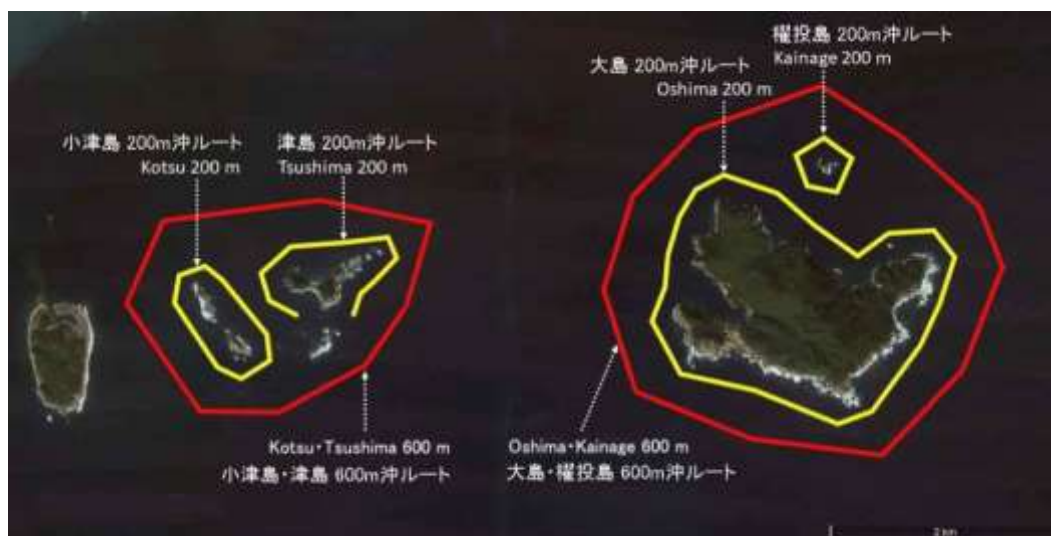 櫂投島 200m沖ルート
Kainage 200 m
大島 200m沖ルート
Oshima 200 m
小津島 200m沖ルート
Kotsu 200 m
津島 200m沖ルート
Tsushima 200 m
Kotsu・Tsushima 600 m
小津島・津島 600m沖ルート
Oshima・Kainage 600 m
大島・櫂投島 600m沖ルート
2 km